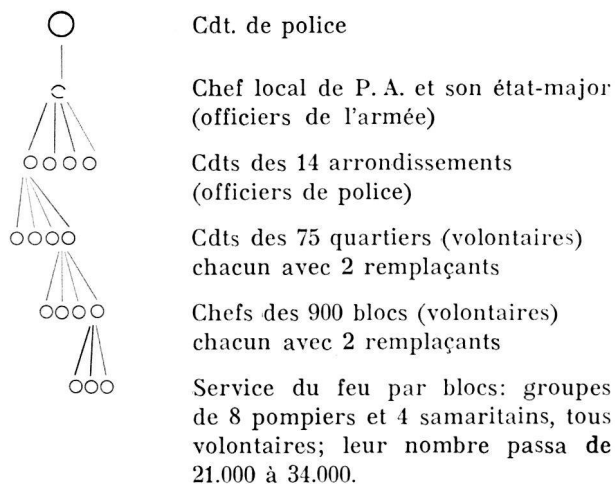 Cdt. de police
Chef local de P. A. et son état-major
(officiers de l'armée)
Cdts des 14 arrondissements
(officiers de police)
Cdts des 75 quartiers (volontaires)
chacun avec 2 remplaçants
Chefs des 900 blocs (volontaires)
chacun avec 2 remplaçants
Service du feu par blocs: groupes
de 8 pompiers et 4 samaritains, tous
volontaires; leur nombre passa de
21.000 à 34.000.